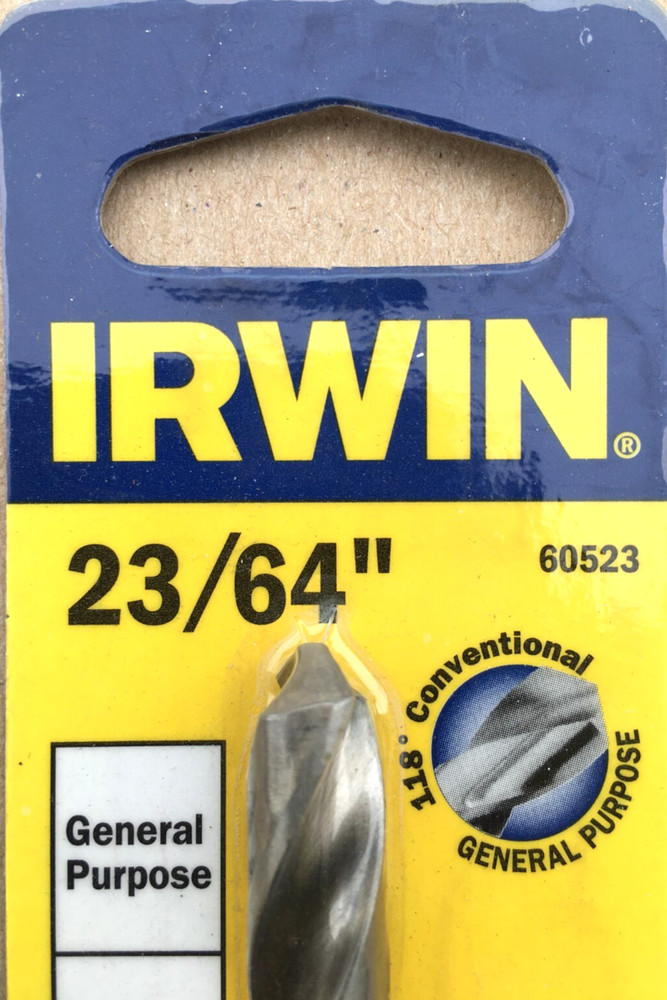 IRWIN®
23/64"
60523
118° Conventional
GENERAL PURPOSE
General
Purpose